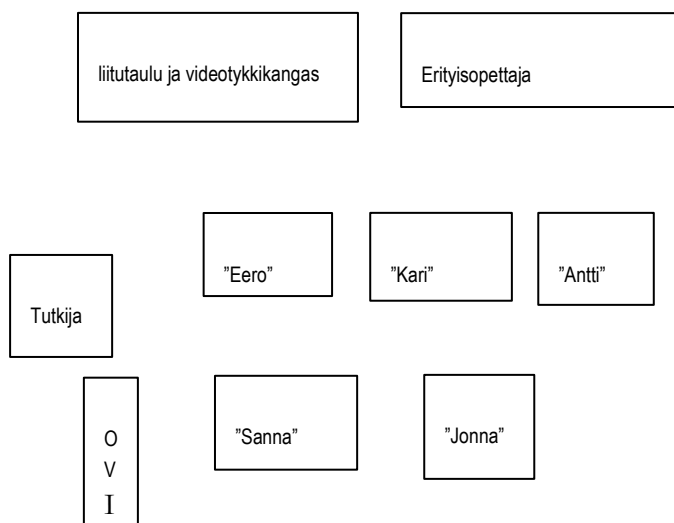 liitutaulu ja videotykkikangas
Erityisopettaja
”Eero”
”Kari”
”Antti”
Tutkija
”Sanna”
”Jonna”
O
V
I